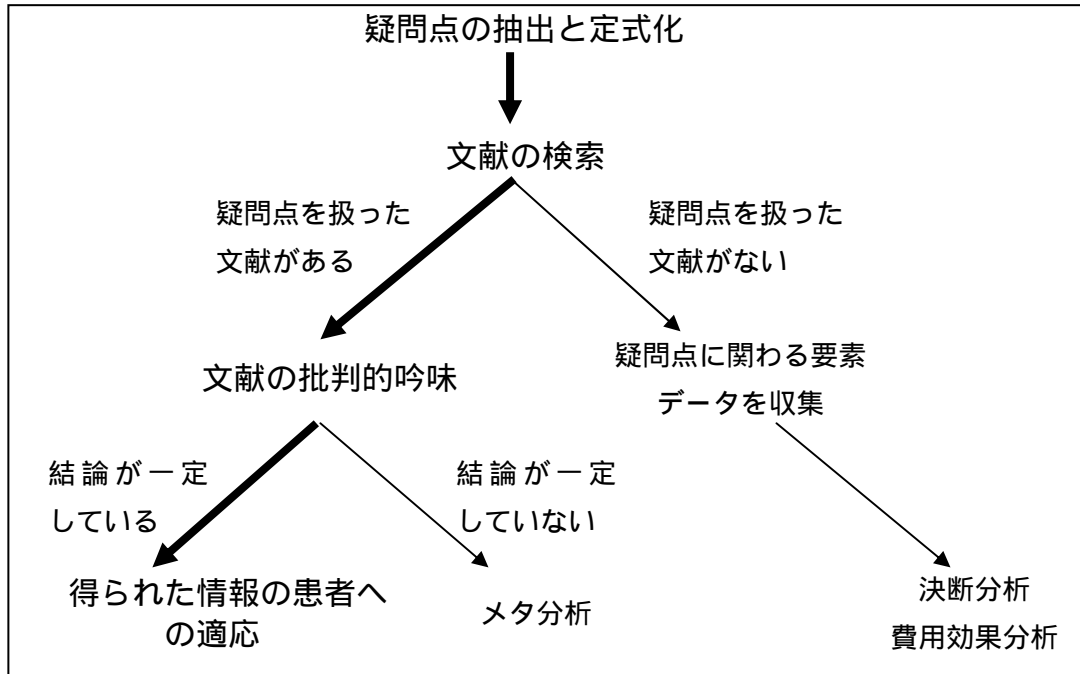 疑問点の抽出と定式化
文献の検索
疑問点を扱った
文献がある
疑問点を扱った
文献がない
文献の批判的吟味
疑問点に関わる要素
データを収集
結論が一定
している
結論が一定
していない
得られた情報の患者へ
の適応
メタ分析
決断分析
費用効果分析